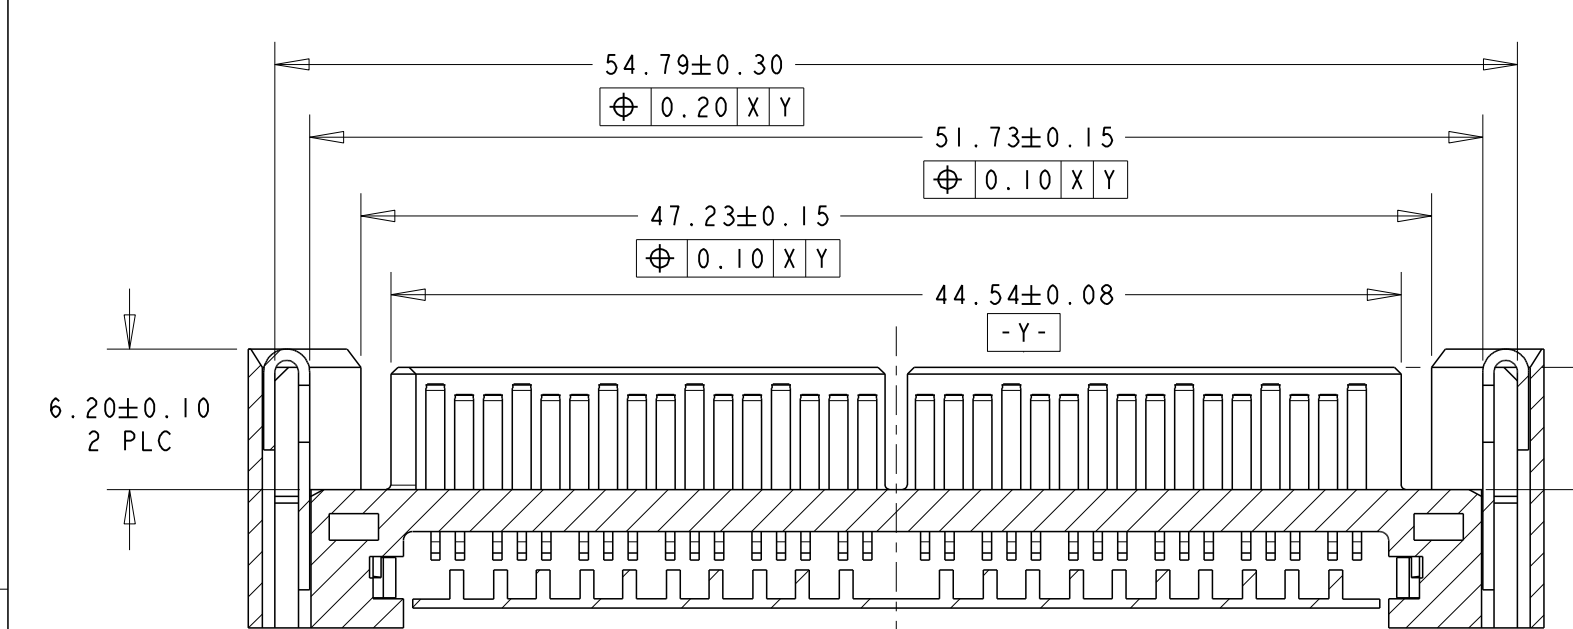 54.79±0.30
⌖ 0.20 X Y
51.73±0.15
⌖ 0.10 X Y
47.23±0.15
⌖ 0.10 X Y
44.54±0.08
-Y-
6.20±0.10
2 PLC